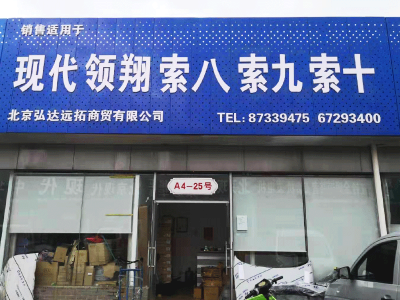 销售适用于
现代 领翔 索八 索九 索十
北京弘达远拓商贸有限公司 TEL:87339475 67293400
A4-25号